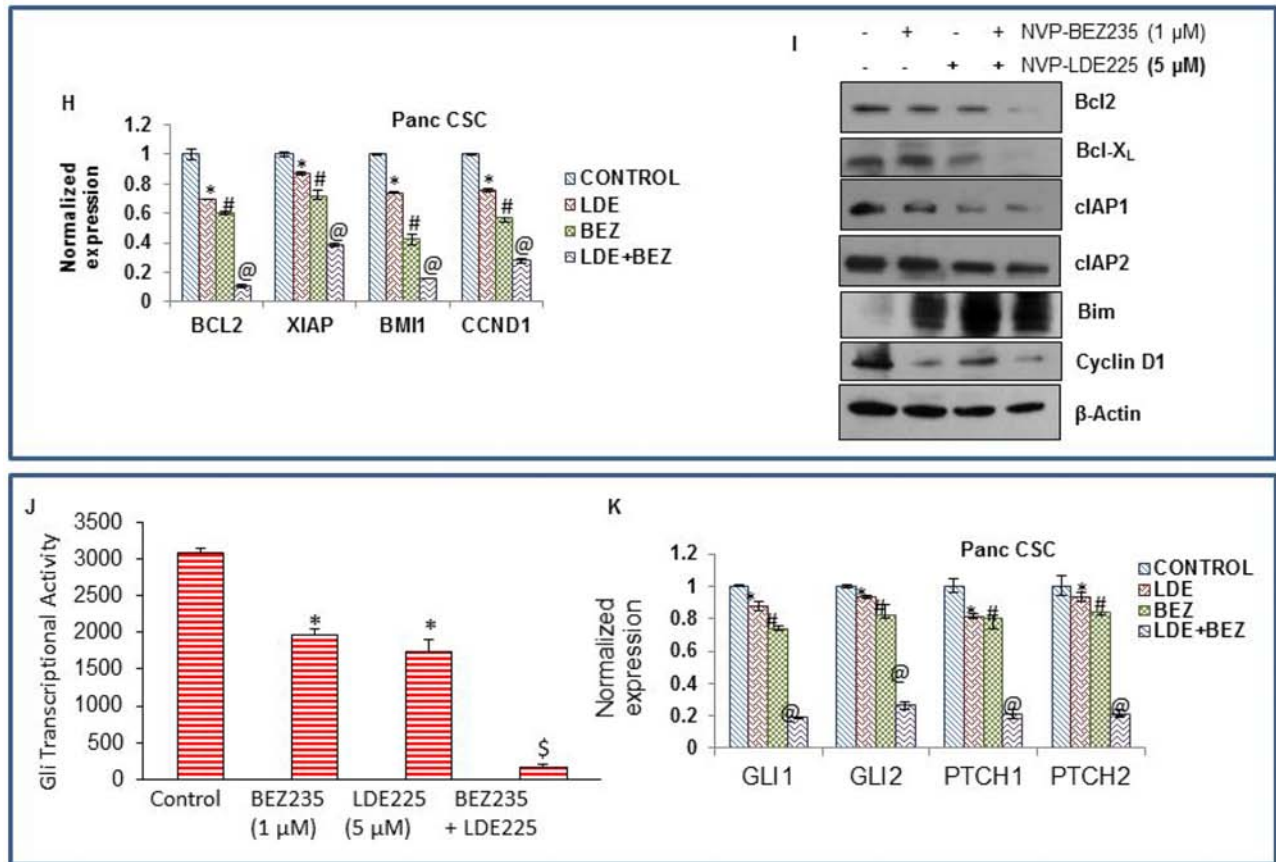 H
Panc CSC
Normalized
expression
1.2
1
0.8
0.6
0.4
0.2
0
* # @
* # @
* # @
* # @
BCL2 XIAP BMI1 CCND1
CONTROL
LDE
BEZ
LDE+BEZ
I
- + - + NVP-BEZ235 (1 µM)
- - + + NVP-LDE225 (5 µM)
Bcl2
Bcl-XL
cIAP1
cIAP2
Bim
Cyclin D1
β-Actin
J
Gli Transcriptional Activity
3500
3000
2500
2000
1500
1000
500
0
* * $
Control BEZ235 LDE225 BEZ235
(1 µM) (5 µM) + LDE225
K
Panc CSC
Normalized
expression
1.2
1
0.8
0.6
0.4
0.2
0
* # @
* # @
* # @
* # @
GLI1 GLI2 PTCH1 PTCH2
CONTROL
LDE
BEZ
LDE+BEZ